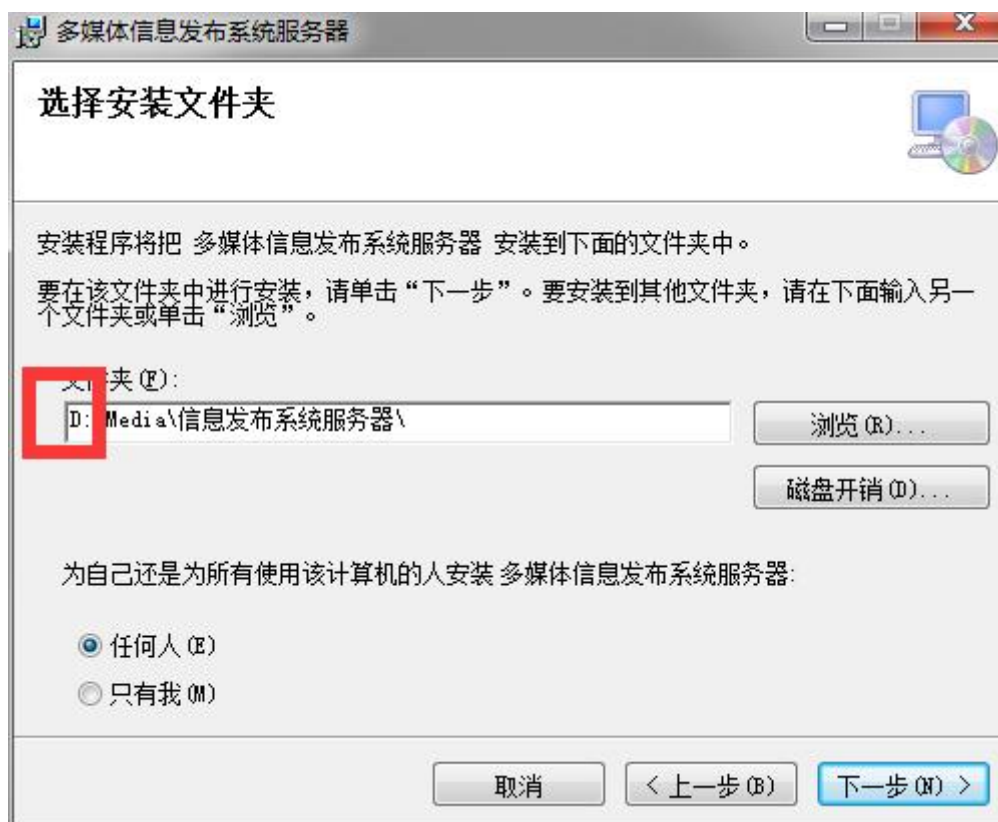 多媒体信息发布系统服务器
选择安装文件夹
安装程序将把 多媒体信息发布系统服务器 安装到下面的文件夹中。
要在该文件夹中进行安装，请单击“下一步”。要安装到其他文件夹，请在下面输入另一
个文件夹或单击“浏览”。
文件夹(F):
D:\Media\信息发布系统服务器\
浏览(R)...
磁盘开销(D)...
为自己还是为所有使用该计算机的人安装 多媒体信息发布系统服务器:
任何人(E)
只有我(M)
取消
< 上一步(B)
下一步(N) >